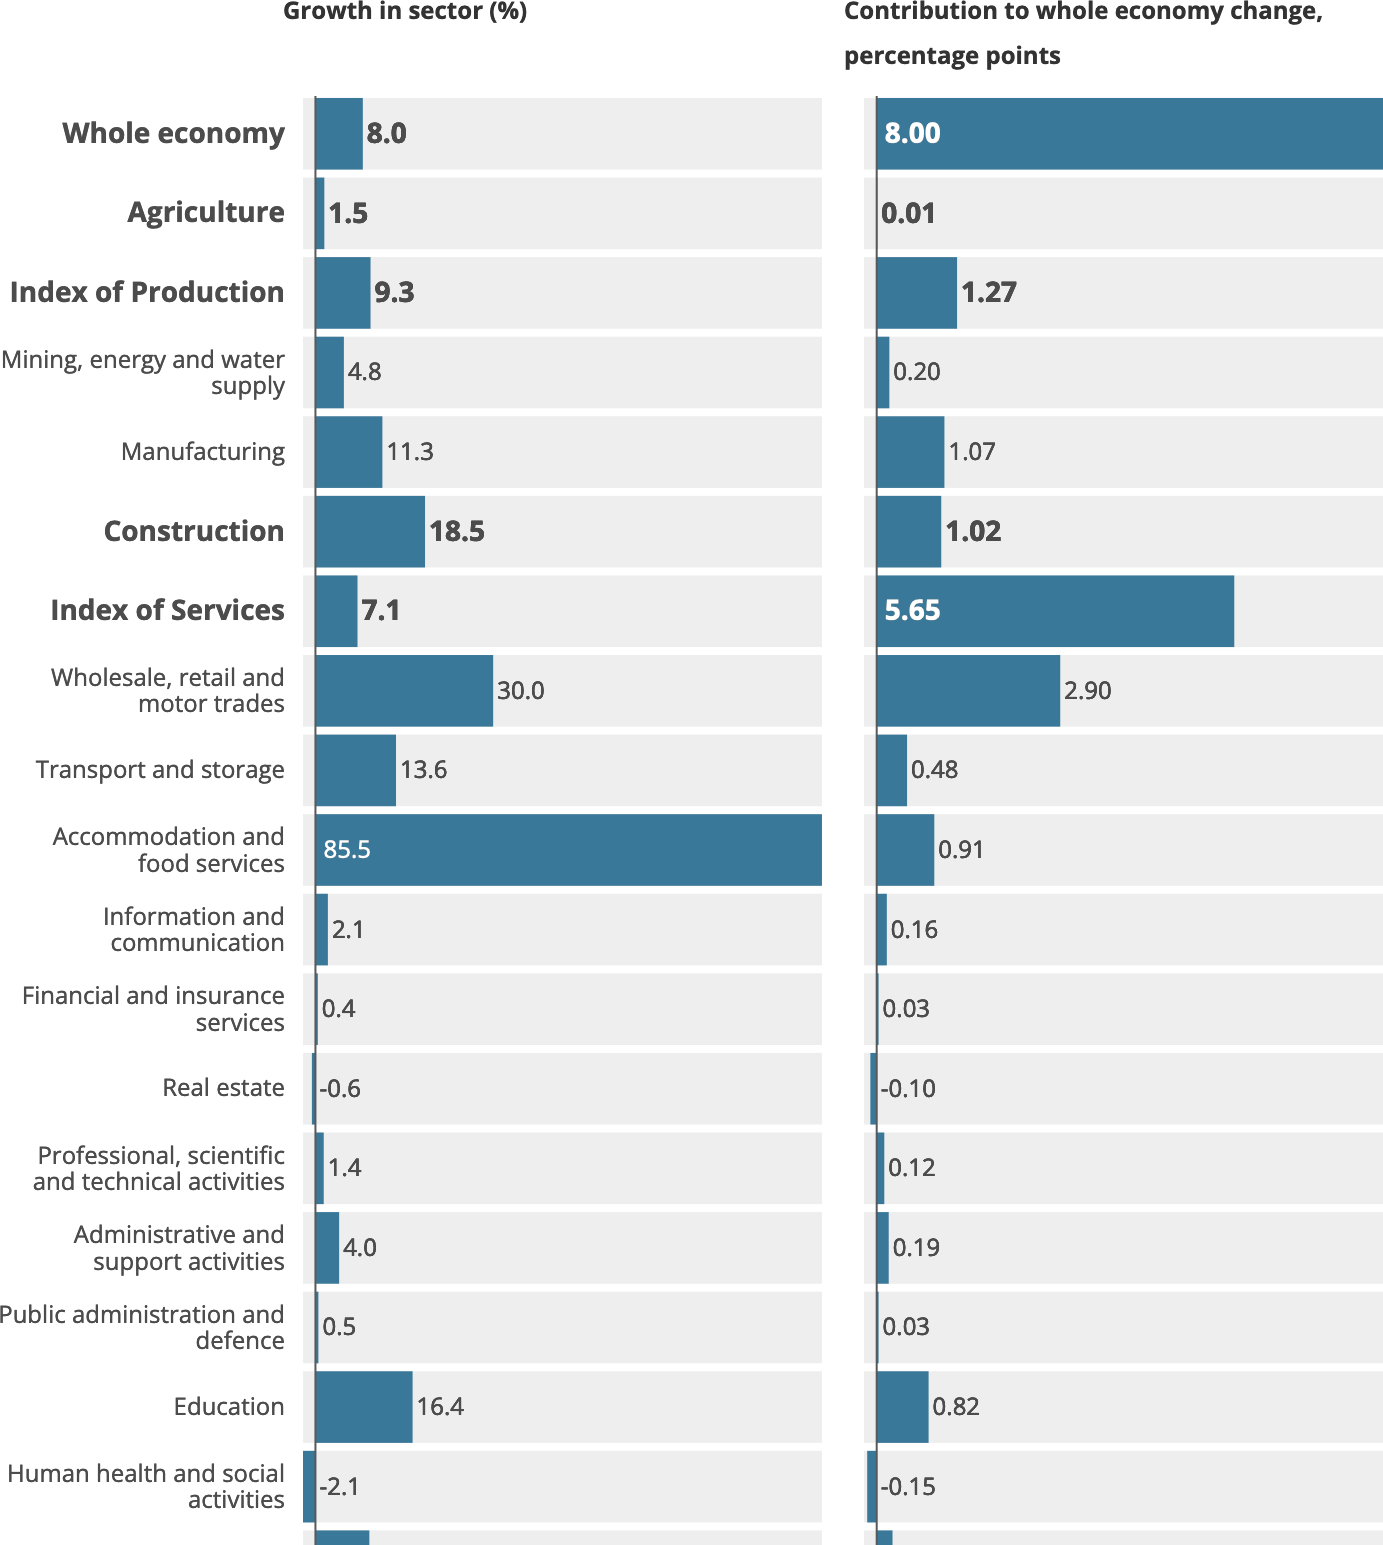 Growth in sector (%)
Contribution to whole economy change,
percentage points
Whole economy
8.0
8.00
Agriculture
1.5
0.01
Index of Production
9.3
1.27
Mining, energy and water
supply
4.8
0.20
Manufacturing
11.3
1.07
Construction
18.5
1.02
Index of Services
7.1
5.65
Wholesale, retail and
motor trades
30.0
2.90
Transport and storage
13.6
0.48
Accommodation and
food services
85.5
0.91
Information and
communication
2.1
0.16
Financial and insurance
services
0.4
0.03
Real estate
-0.6
-0.10
Professional, scientific
and technical activities
1.4
0.12
Administrative and
support activities
4.0
0.19
Public administration and
defence
0.5
0.03
Education
16.4
0.82
Human health and social
activities
-2.1
-0.15